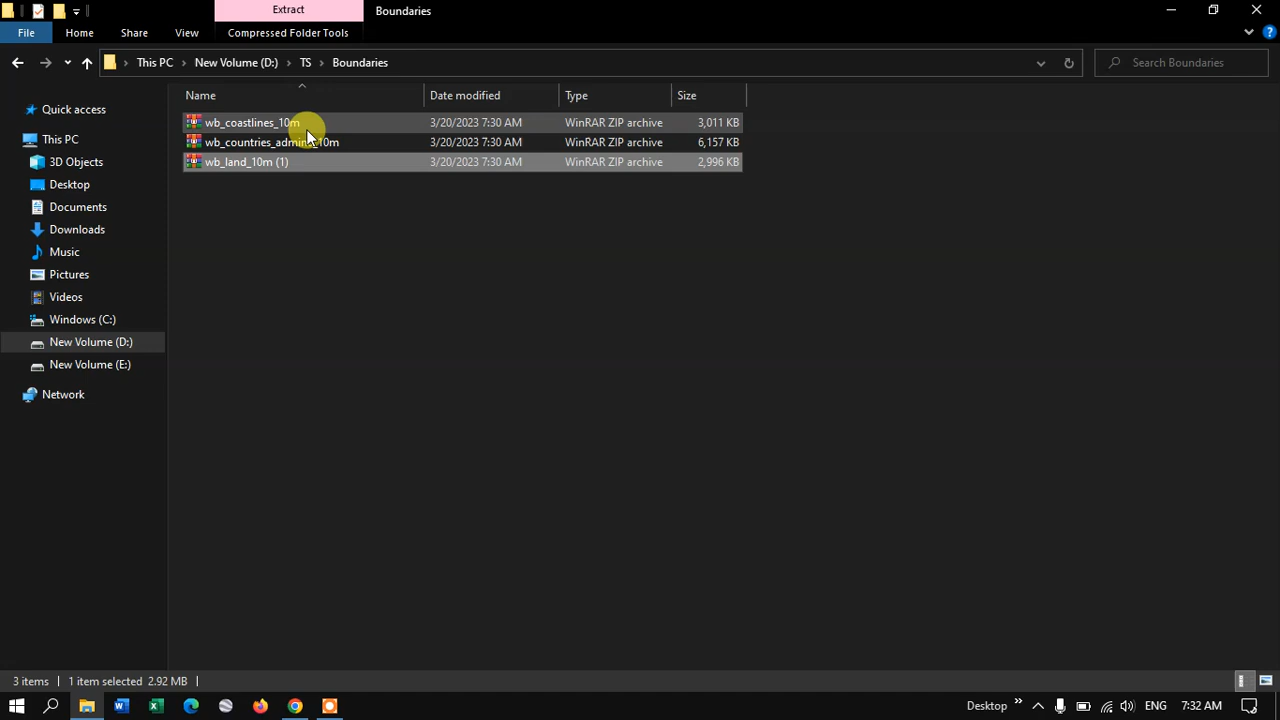 Extract
Boundaries
File
Home
Share
View
Compressed Folder Tools
This PC
New Volume (D:)
TS
Boundaries
Search Boundaries
Name
Date modified
Type
Size
wb_coastlines_10m
3/20/2023 7:30 AM
WinRAR ZIP archive
3,011 KB
3/20/2023 7:30 AM
WinRAR ZIP archive
6,157 KB
wb_land_10m (1)
3/20/2023 7:30 AM
WinRAR ZIP archive
2,996 KB
Quick access
This PC
3D Objects
Desktop
Documents
Downloads
Music
Pictures
Videos
Windows (C:)
New Volume (D:)
New Volume (E:)
Network
3 items
1 item selected 2.92 MB
Desktop
ENG
7:32 AM